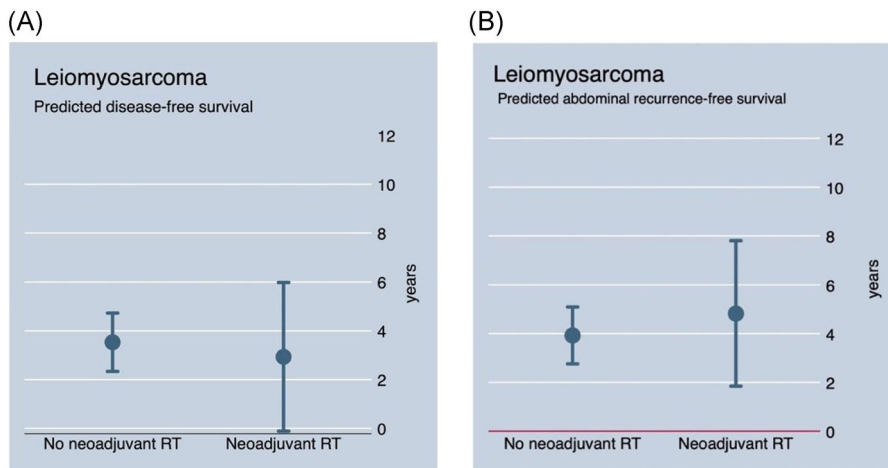 (A)
Leiomyosarcoma
Predicted disease-free survival
12
10
8
6
4
2
0
years
No neoadjuvant RT
Neoadjuvant RT
(B)
Leiomyosarcoma
Predicted abdominal recurrence-free survival
12
10
8
6
4
2
0
years
No neoadjuvant RT
Neoadjuvant RT